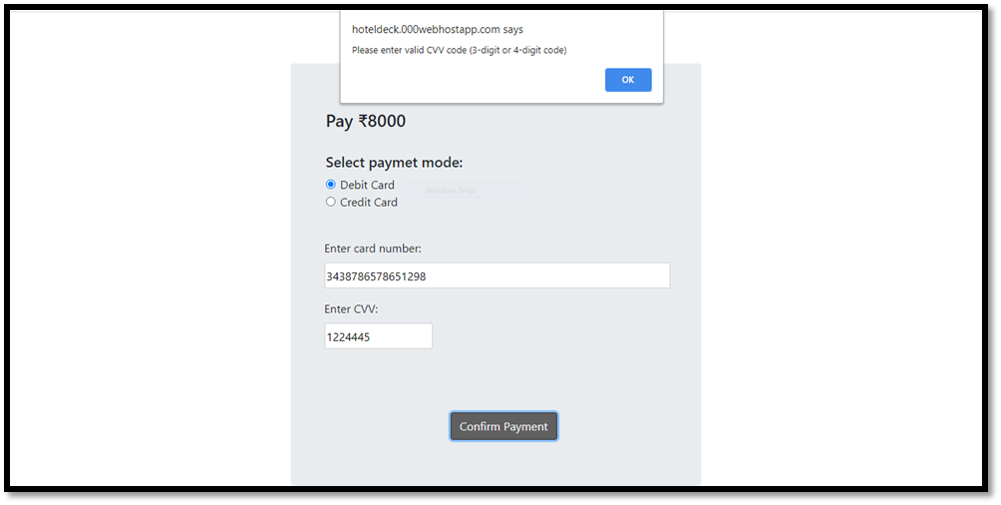 hoteldeck.000webhostapp.com says
Please enter valid CVV code (3-digit or 4-digit code)
OK
Pay ₹8000
Select paymet mode:
Debit Card
Window Snip
Credit Card
Enter card number:
3438786578651298
Enter CVV:
1224445
Confirm Payment